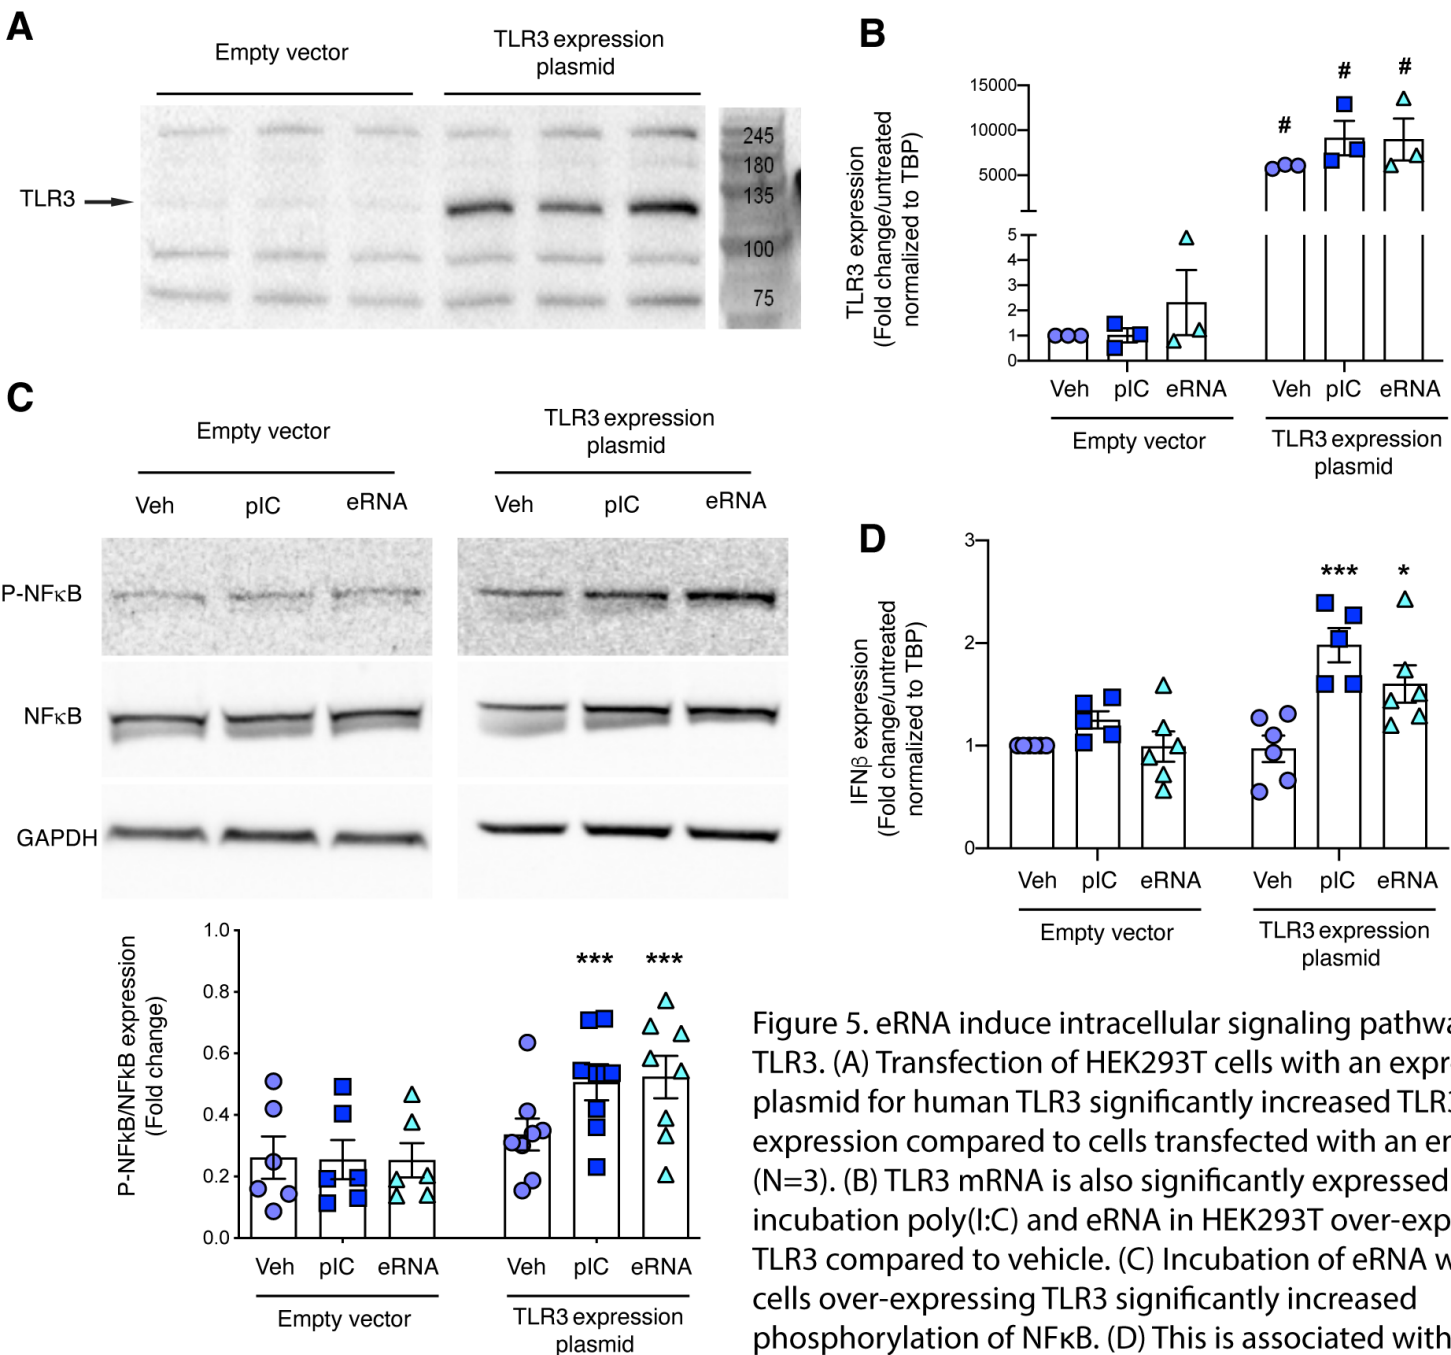 A
Empty vector
TLR3 expression
plasmid
TLR3
245
180
135
100
75
B
TLR3 expression
(Fold change/untreated
normalized to TBP)
15000
10000
5000
5
4
3
2
1
0
#
#
#
Veh
pIC
eRNA
Veh
pIC
eRNA
Empty vector
TLR3 expression
plasmid
C
Empty vector
TLR3 expression
plasmid
Veh
pIC
eRNA
Veh
pIC
eRNA
P-NFκB
NFκB
GAPDH
P-NFkB/NFkB expression
(Fold change)
1.0
0.8
0.6
0.4
0.2
0.0
***
***
Veh
pIC
eRNA
Veh
pIC
eRNA
Empty vector
TLR3 expression
plasmid
D
IFNβ expression
(Fold change/untreated
normalized to TBP)
3
2
1
0
***
*
Veh
pIC
eRNA
Veh
pIC
eRNA
Empty vector
TLR3 expression
plasmid
Figure 5. eRNA induce intracellular signaling
TLR3. (A) Transfection of HEK293T cells with an
plasmid for human TLR3 significantly increased
expression compared to cells transfected with an
(N=3). (B) TLR3 mRNA is also significantly expressed
incubation poly(I:C) and eRNA in HEK293T
TLR3 compared to vehicle. (C) Incubation of eRNA
cells over-expressing TLR3 significantly increased
phosphorylation of NFκB. (D) This is associated with